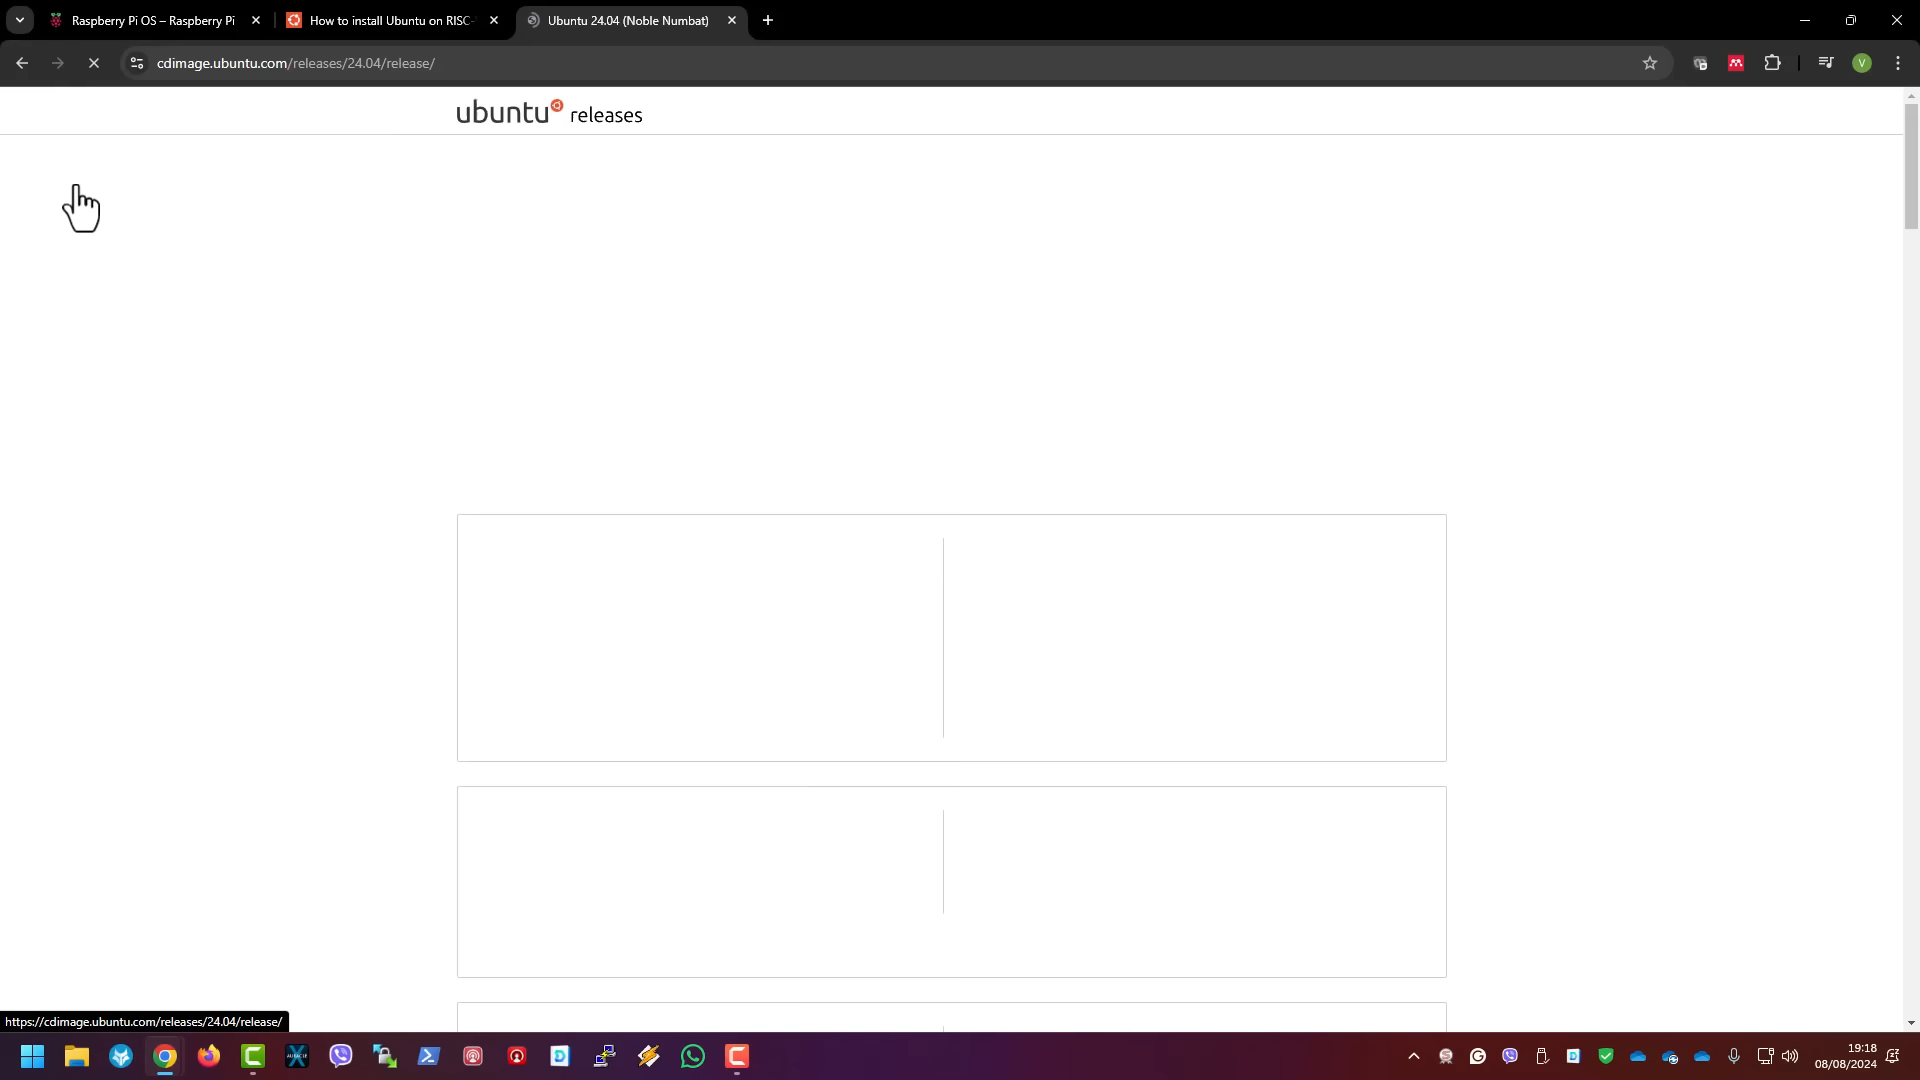 Raspberry Pi OS – Raspberry Pi
How to install Ubuntu on RISC-
Ubuntu 24.04 (Noble Numbat)
cdimage.ubuntu.com/releases/24.04/release/
V
ubuntu releases
https://cdimage.ubuntu.com/releases/24.04/release/
19:18
08/08/2024